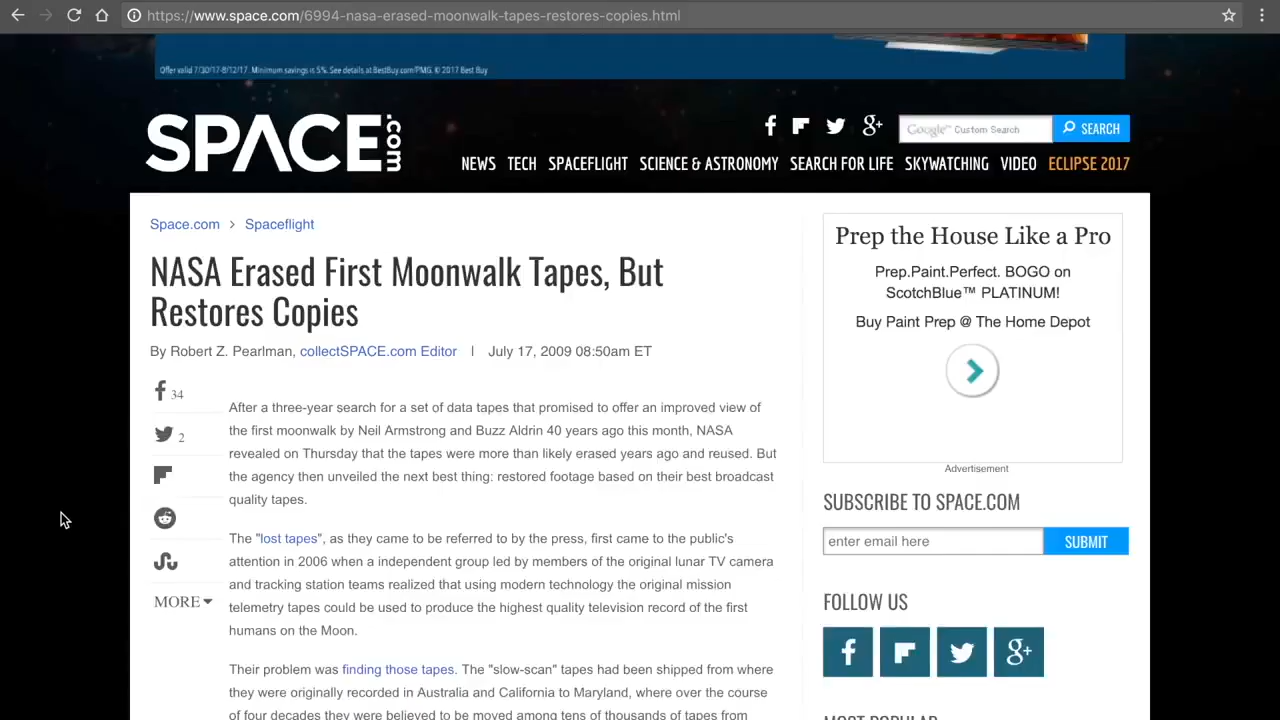 https://www.space.com/6994-nasa-erased-moonwalk-tapes-restores-copies.html
Offer valid 7/30/17-8/12/17. Minimum savings is 5%. See details at BestBuy.com/PMG. © 2017 Best Buy
SPACE.com
g+
Google™ Custom Search
SEARCH
NEWS TECH SPACEFLIGHT SCIENCE & ASTRONOMY SEARCH FOR LIFE SKYWATCHING VIDEO ECLIPSE 2017
Space.com > Spaceflight
NASA Erased First Moonwalk Tapes, But
Restores Copies
By Robert Z. Pearlman, collectSPACE.com Editor | July 17, 2009 08:50am ET
34
2
MORE
After a three-year search for a set of data tapes that promised to offer an improved view of
the first moonwalk by Neil Armstrong and Buzz Aldrin 40 years ago this month, NASA
revealed on Thursday that the tapes were more than likely erased years ago and reused. But
the agency then unveiled the next best thing: restored footage based on their best broadcast
quality tapes.
The "lost tapes", as they came to be referred to by the press, first came to the public's
attention in 2006 when a independent group led by members of the original lunar TV camera
and tracking station teams realized that using modern technology the original mission
telemetry tapes could be used to produce the highest quality television record of the first
humans on the Moon.
Their problem was finding those tapes. The "slow-scan" tapes had been shipped from where
they were originally recorded in Australia and California to Maryland, where over the course
of four decades they were believed to be moved among tens of thousands of tapes from
Prep the House Like a Pro
Prep.Paint.Perfect. BOGO on
ScotchBlue™ PLATINUM!
Buy Paint Prep @ The Home Depot
Advertisement
SUBSCRIBE TO SPACE.COM
enter email here
SUBMIT
FOLLOW US
g+
MOST POPULAR